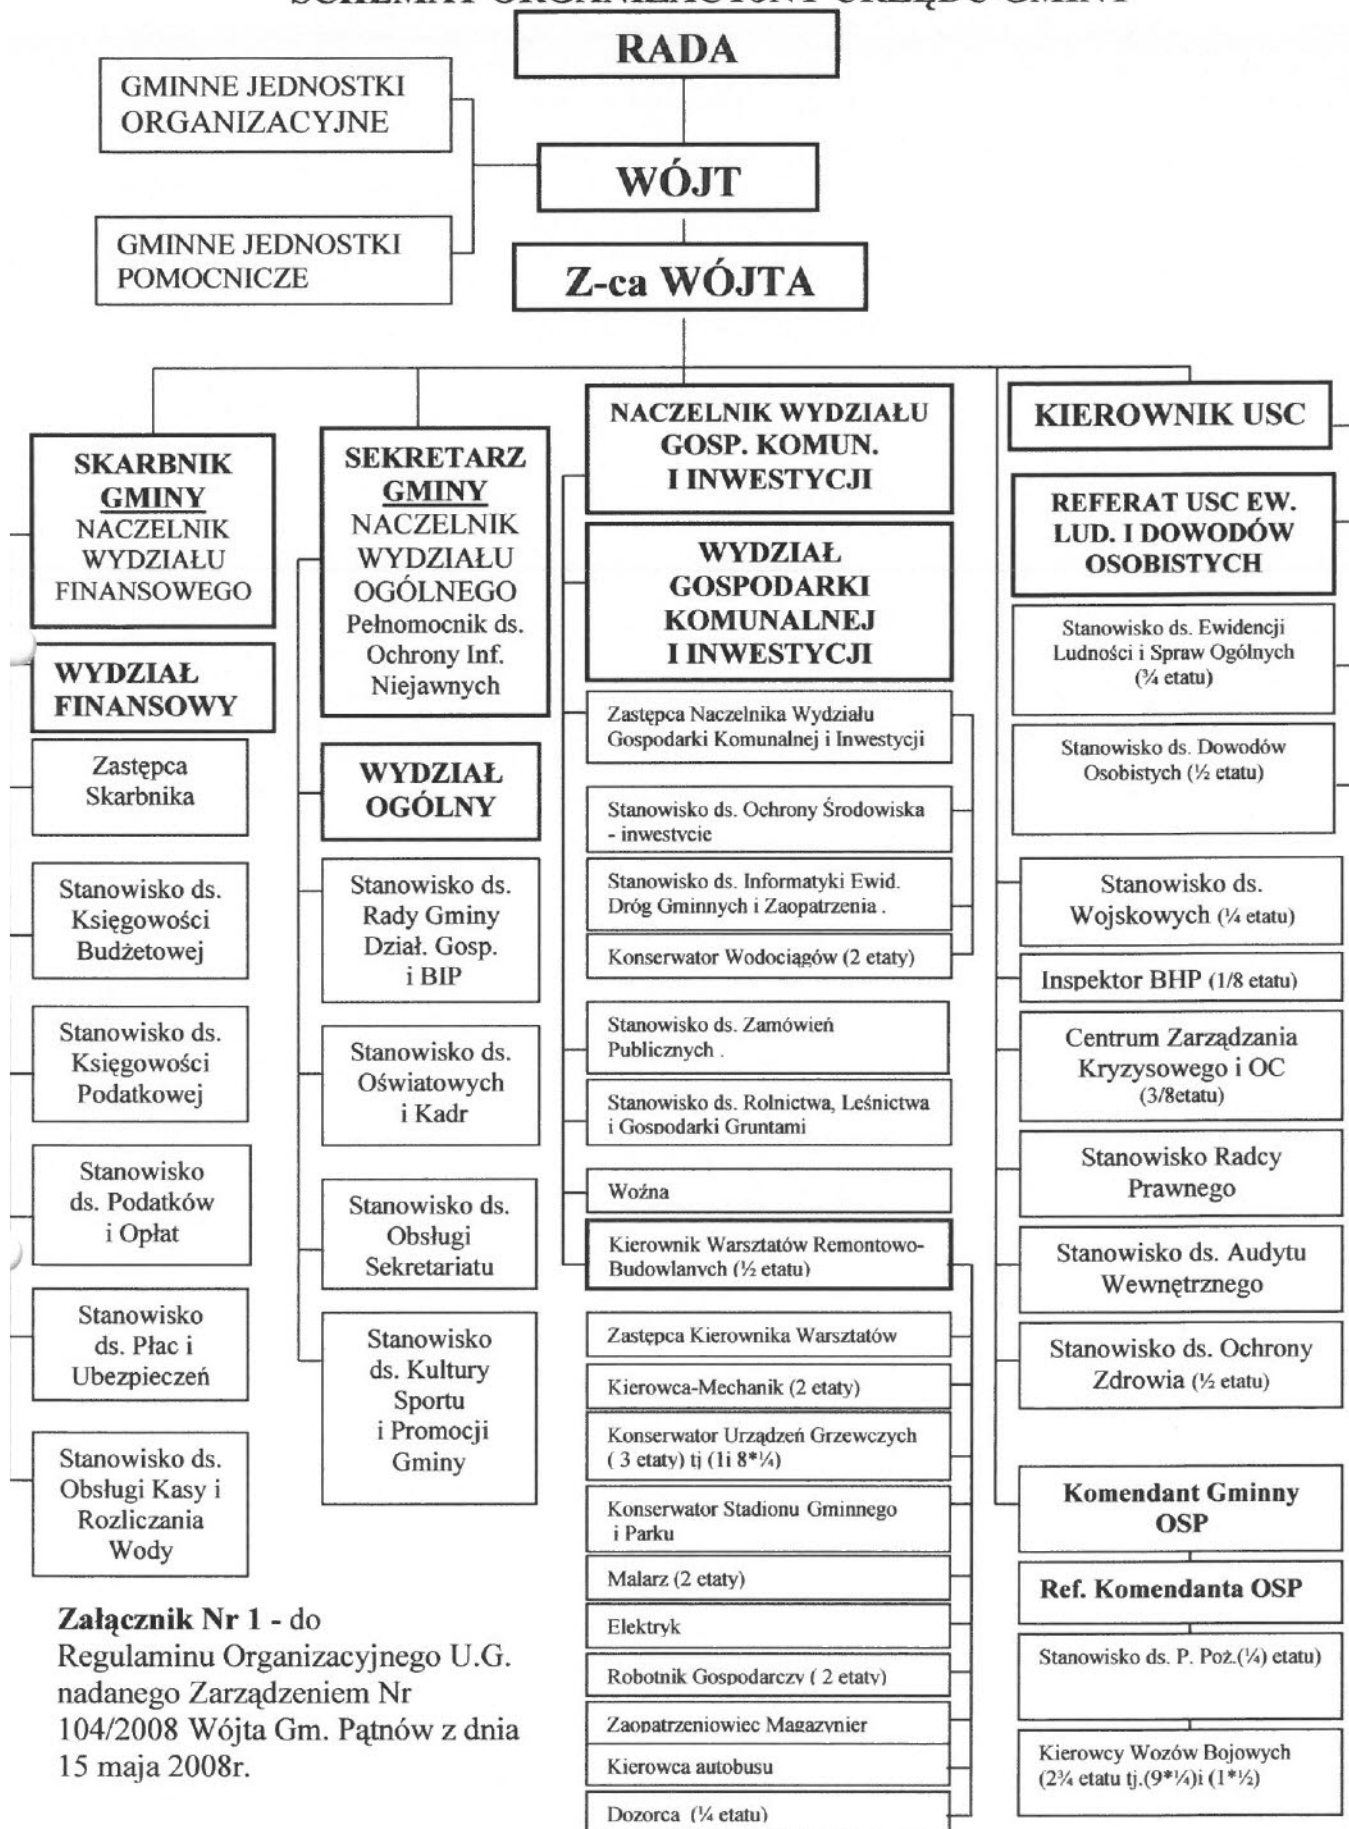 SCHEMAT ORGANIZACYJNY URZĘDU GMINY
RADA
GMINNE JEDNOSTKI
ORGANIZACYJNE
WÓJT
GMINNE JEDNOSTKI
POMOCNICZE
Z-ca WÓJTA
SKARBNIK
GMINY
NACZELNIK
WYDZIAŁU
FINANSOWEGO
WYDZIAŁ
FINANSOWY
Zastępca
Skarbnika
Stanowisko ds.
Księgowości
Budżetowej
Stanowisko ds.
Księgowości
Podatkowej
Stanowisko
ds. Podatków
i Opłat
Stanowisko
ds. Płac i
Ubezpieczeń
Stanowisko ds.
Obsługi Kasy i
Rozliczania
Wody
SEKRETARZ
GMINY
NACZELNIK
WYDZIAŁU
OGÓLNEGO
Pełnomocnik ds.
Ochrony Inf.
Niejawnych
WYDZIAŁ
OGÓLNY
Stanowisko ds.
Rady Gminy
Dział. Gosp.
i BIP
Stanowisko ds.
Oświatowych
i Kadr
Stanowisko ds.
Obsługi
Sekretariatu
Stanowisko
ds. Kultury
Sportu
i Promocji
Gminy
NACZELNIK WYDZIAŁU
GOSP. KOMUN.
I INWESTYCJI
WYDZIAŁ
GOSPODARKI
KOMUNALNEJ
I INWESTYCJI
Zastępca Naczelnika Wydziału
Gospodarki Komunalnej i Inwestycji
Stanowisko ds. Ochrony Środowiska
- inwestycje
Stanowisko ds. Informatyki Ewid.
Dróg Gminnych i Zaopatrzenia .
Konserwator Wodociągów (2 etaty)
Stanowisko ds. Zamówień
Publicznych .
Stanowisko ds. Rolnictwa, Leśnictwa
i Gospodarki Gruntami
Woźna
Kierownik Warsztatów Remontowo-
Budowlanych (½ etatu)
Zastępca Kierownika Warsztatów
Kierowca-Mechanik (2 etaty)
Konserwator Urządzeń Grzewczych
( 3 etaty) tj (1i 8*¼)
Konserwator Stadionu Gminnego
i Parku
Malarz (2 etaty)
Elektryk
Robotnik Gospodarczy ( 2 etaty)
Zaopatrzeniowiec Magazynier
Kierowca autobusu
Dozorca (¼ etatu)
KIEROWNIK USC
REFERAT USC EW.
LUD. I DOWODÓW
OSOBISTYCH
Stanowisko ds. Ewidencji
Ludności i Spraw Ogólnych
(¾ etatu)
Stanowisko ds. Dowodów
Osobistych (½ etatu)
Stanowisko ds.
Wojskowych (¼ etatu)
Inspektor BHP (1/8 etatu)
Centrum Zarządzania
Kryzysowego i OC
(3/8etatu)
Stanowisko Radcy
Prawnego
Stanowisko ds. Audytu
Wewnętrznego
Stanowisko ds. Ochrony
Zdrowia (½ etatu)
Komendant Gminny
OSP
Ref. Komendanta OSP
Stanowisko ds. P. Poż.(¼) etatu)
Kierowcy Wozów Bojowych
(2¾ etatu tj.(9*¼)i (1*½)
Załącznik Nr 1 - do
Regulaminu Organizacyjnego U.G.
nadanego Zarządzeniem Nr
104/2008 Wójta Gm. Pątnów z dnia
15 maja 2008r.